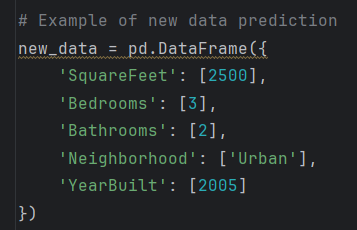 # Example of new data prediction
new_data = pd.DataFrame({
    'SquareFeet': [2500],
    'Bedrooms': [3],
    'Bathrooms': [2],
    'Neighborhood': ['Urban'],
    'YearBuilt': [2005]
})